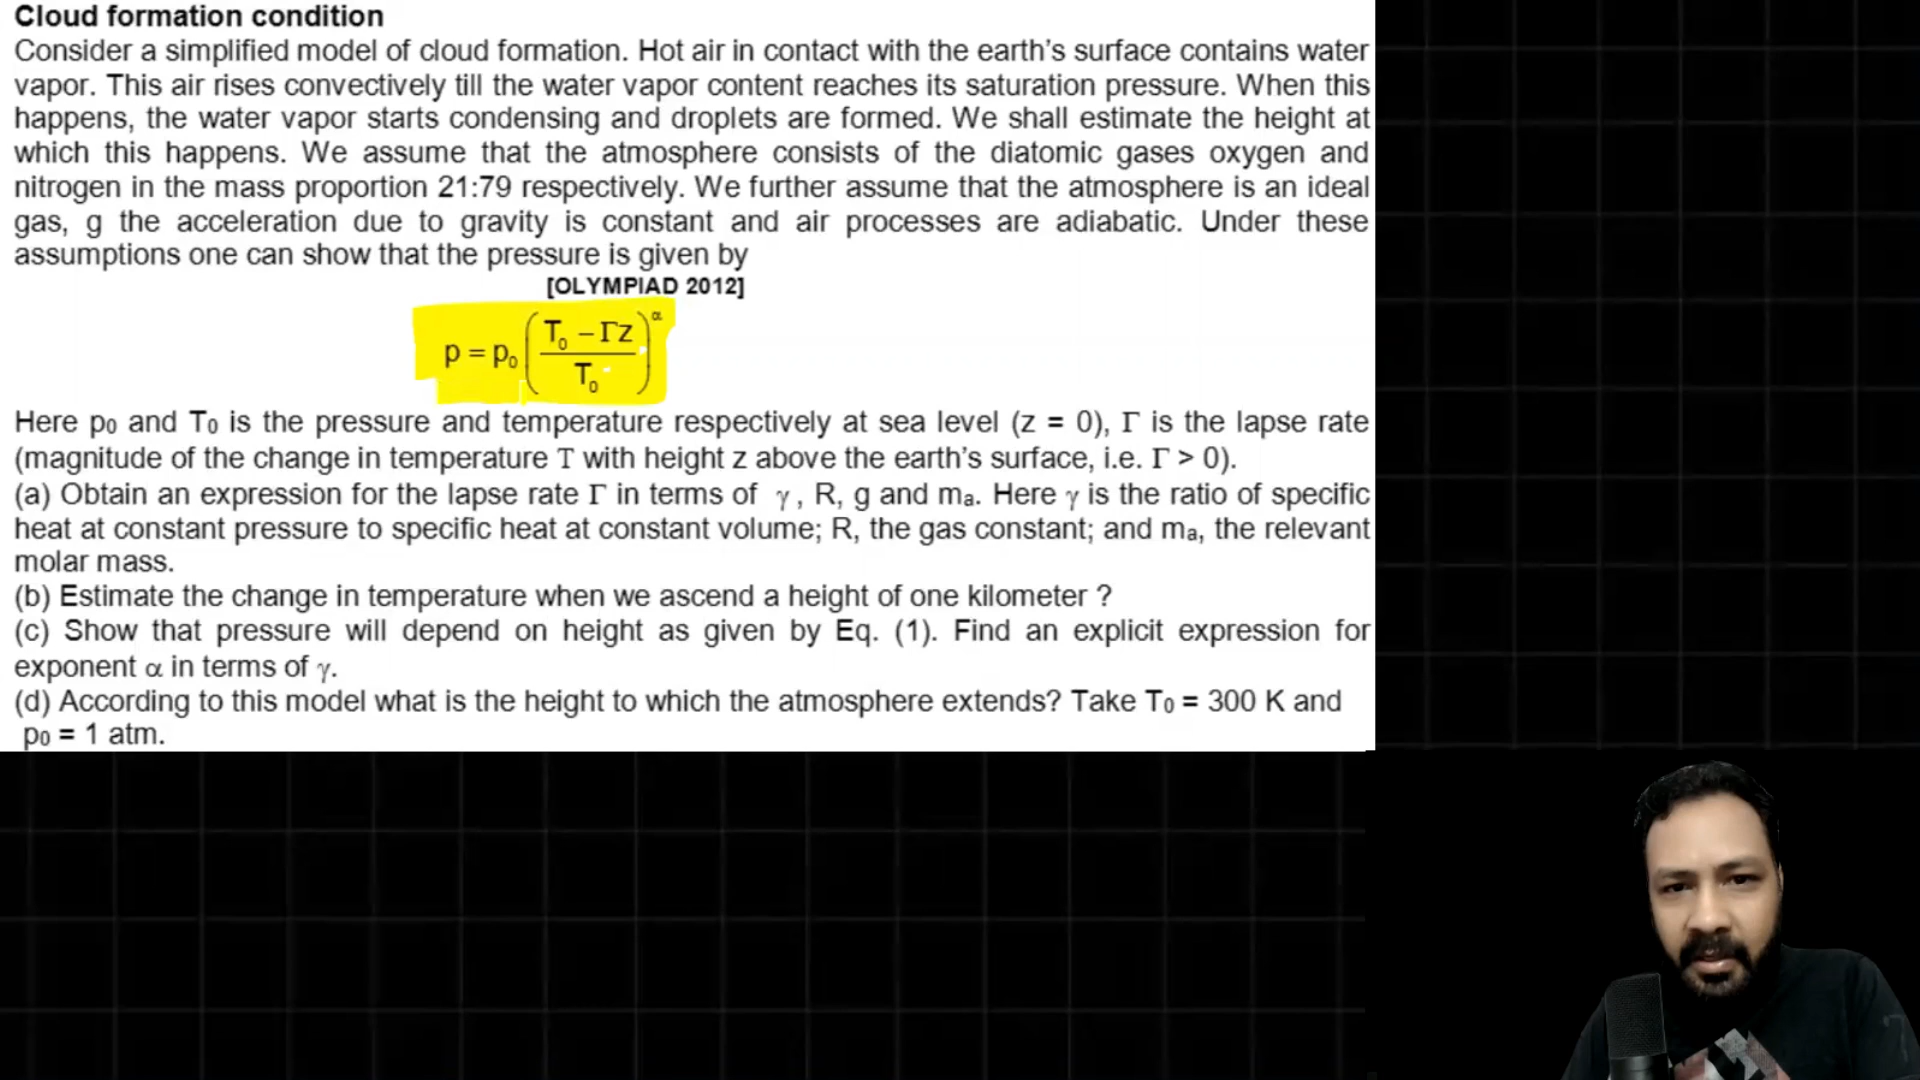 Cloud formation condition
Consider a simplified model of cloud formation. Hot air in contact with the earth's surface contains water
vapor. This air rises convectively till the water vapor content reaches its saturation pressure. When this
happens, the water vapor starts condensing and droplets are formed. We shall estimate the height at
which this happens. We assume that the atmosphere consists of the diatomic gases oxygen and
nitrogen in the mass proportion 21:79 respectively. We further assume that the atmosphere is an ideal
gas, g the acceleration due to gravity is constant and air processes are adiabatic. Under these
assumptions one can show that the pressure is given by
[OLYMPIAD 2012]
p = p₀ ((T₀ − Γz) / T₀)^α
Here p₀ and T₀ is the pressure and temperature respectively at sea level (z = 0), Γ is the lapse rate
(magnitude of the change in temperature T with height z above the earth's surface, i.e. Γ > 0).
(a) Obtain an expression for the lapse rate Γ in terms of γ, R, g and mₐ. Here γ is the ratio of specific
heat at constant pressure to specific heat at constant volume; R, the gas constant; and mₐ, the relevant
molar mass.
(b) Estimate the change in temperature when we ascend a height of one kilometer ?
(c) Show that pressure will depend on height as given by Eq. (1). Find an explicit expression for
exponent α in terms of γ.
(d) According to this model what is the height to which the atmosphere extends? Take T₀ = 300 K and
p₀ = 1 atm.